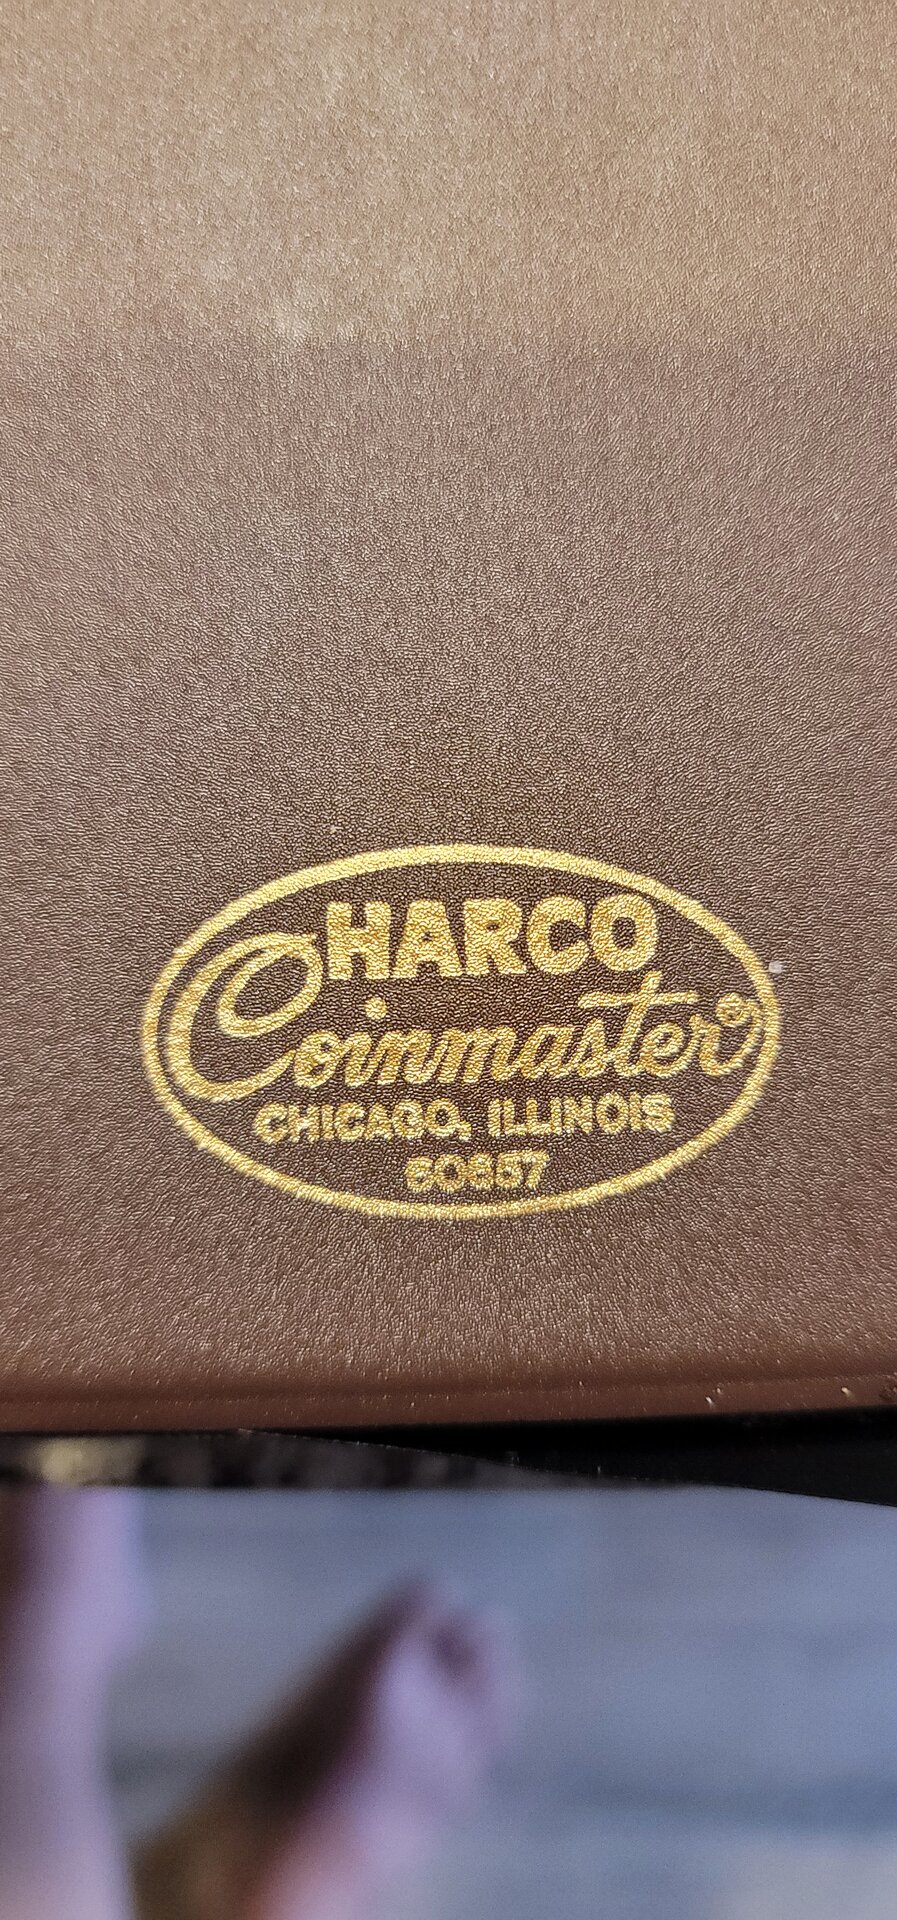 HARCO
Coinmaster®
CHICAGO, ILLINOIS
60657